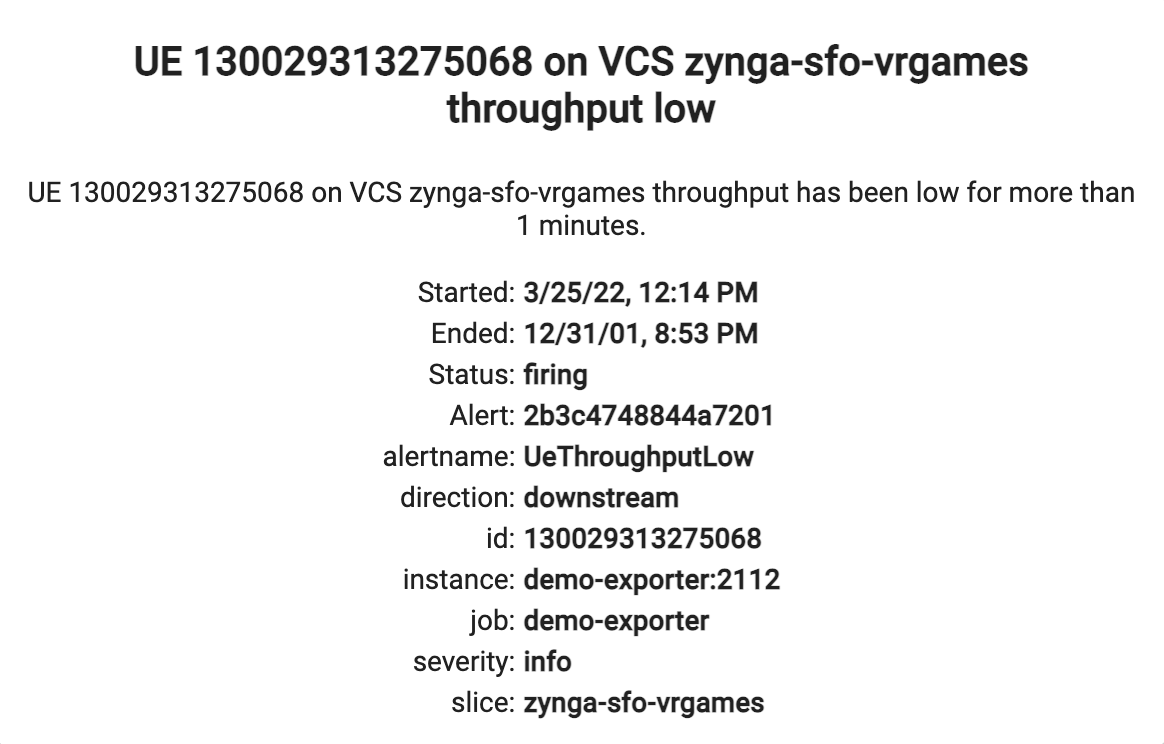 UE 130029313275068 on VCS zynga-sfo-vrgames
throughput low
UE 130029313275068 on VCS zynga-sfo-vrgames throughput has been low for more than
1 minutes.
Started: 3/25/22, 12:14 PM
Ended: 12/31/01, 8:53 PM
Status: firing
Alert: 2b3c4748844a7201
alertname: UeThroughputLow
direction: downstream
id: 130029313275068
instance: demo-exporter:2112
job: demo-exporter
severity: info
slice: zynga-sfo-vrgames